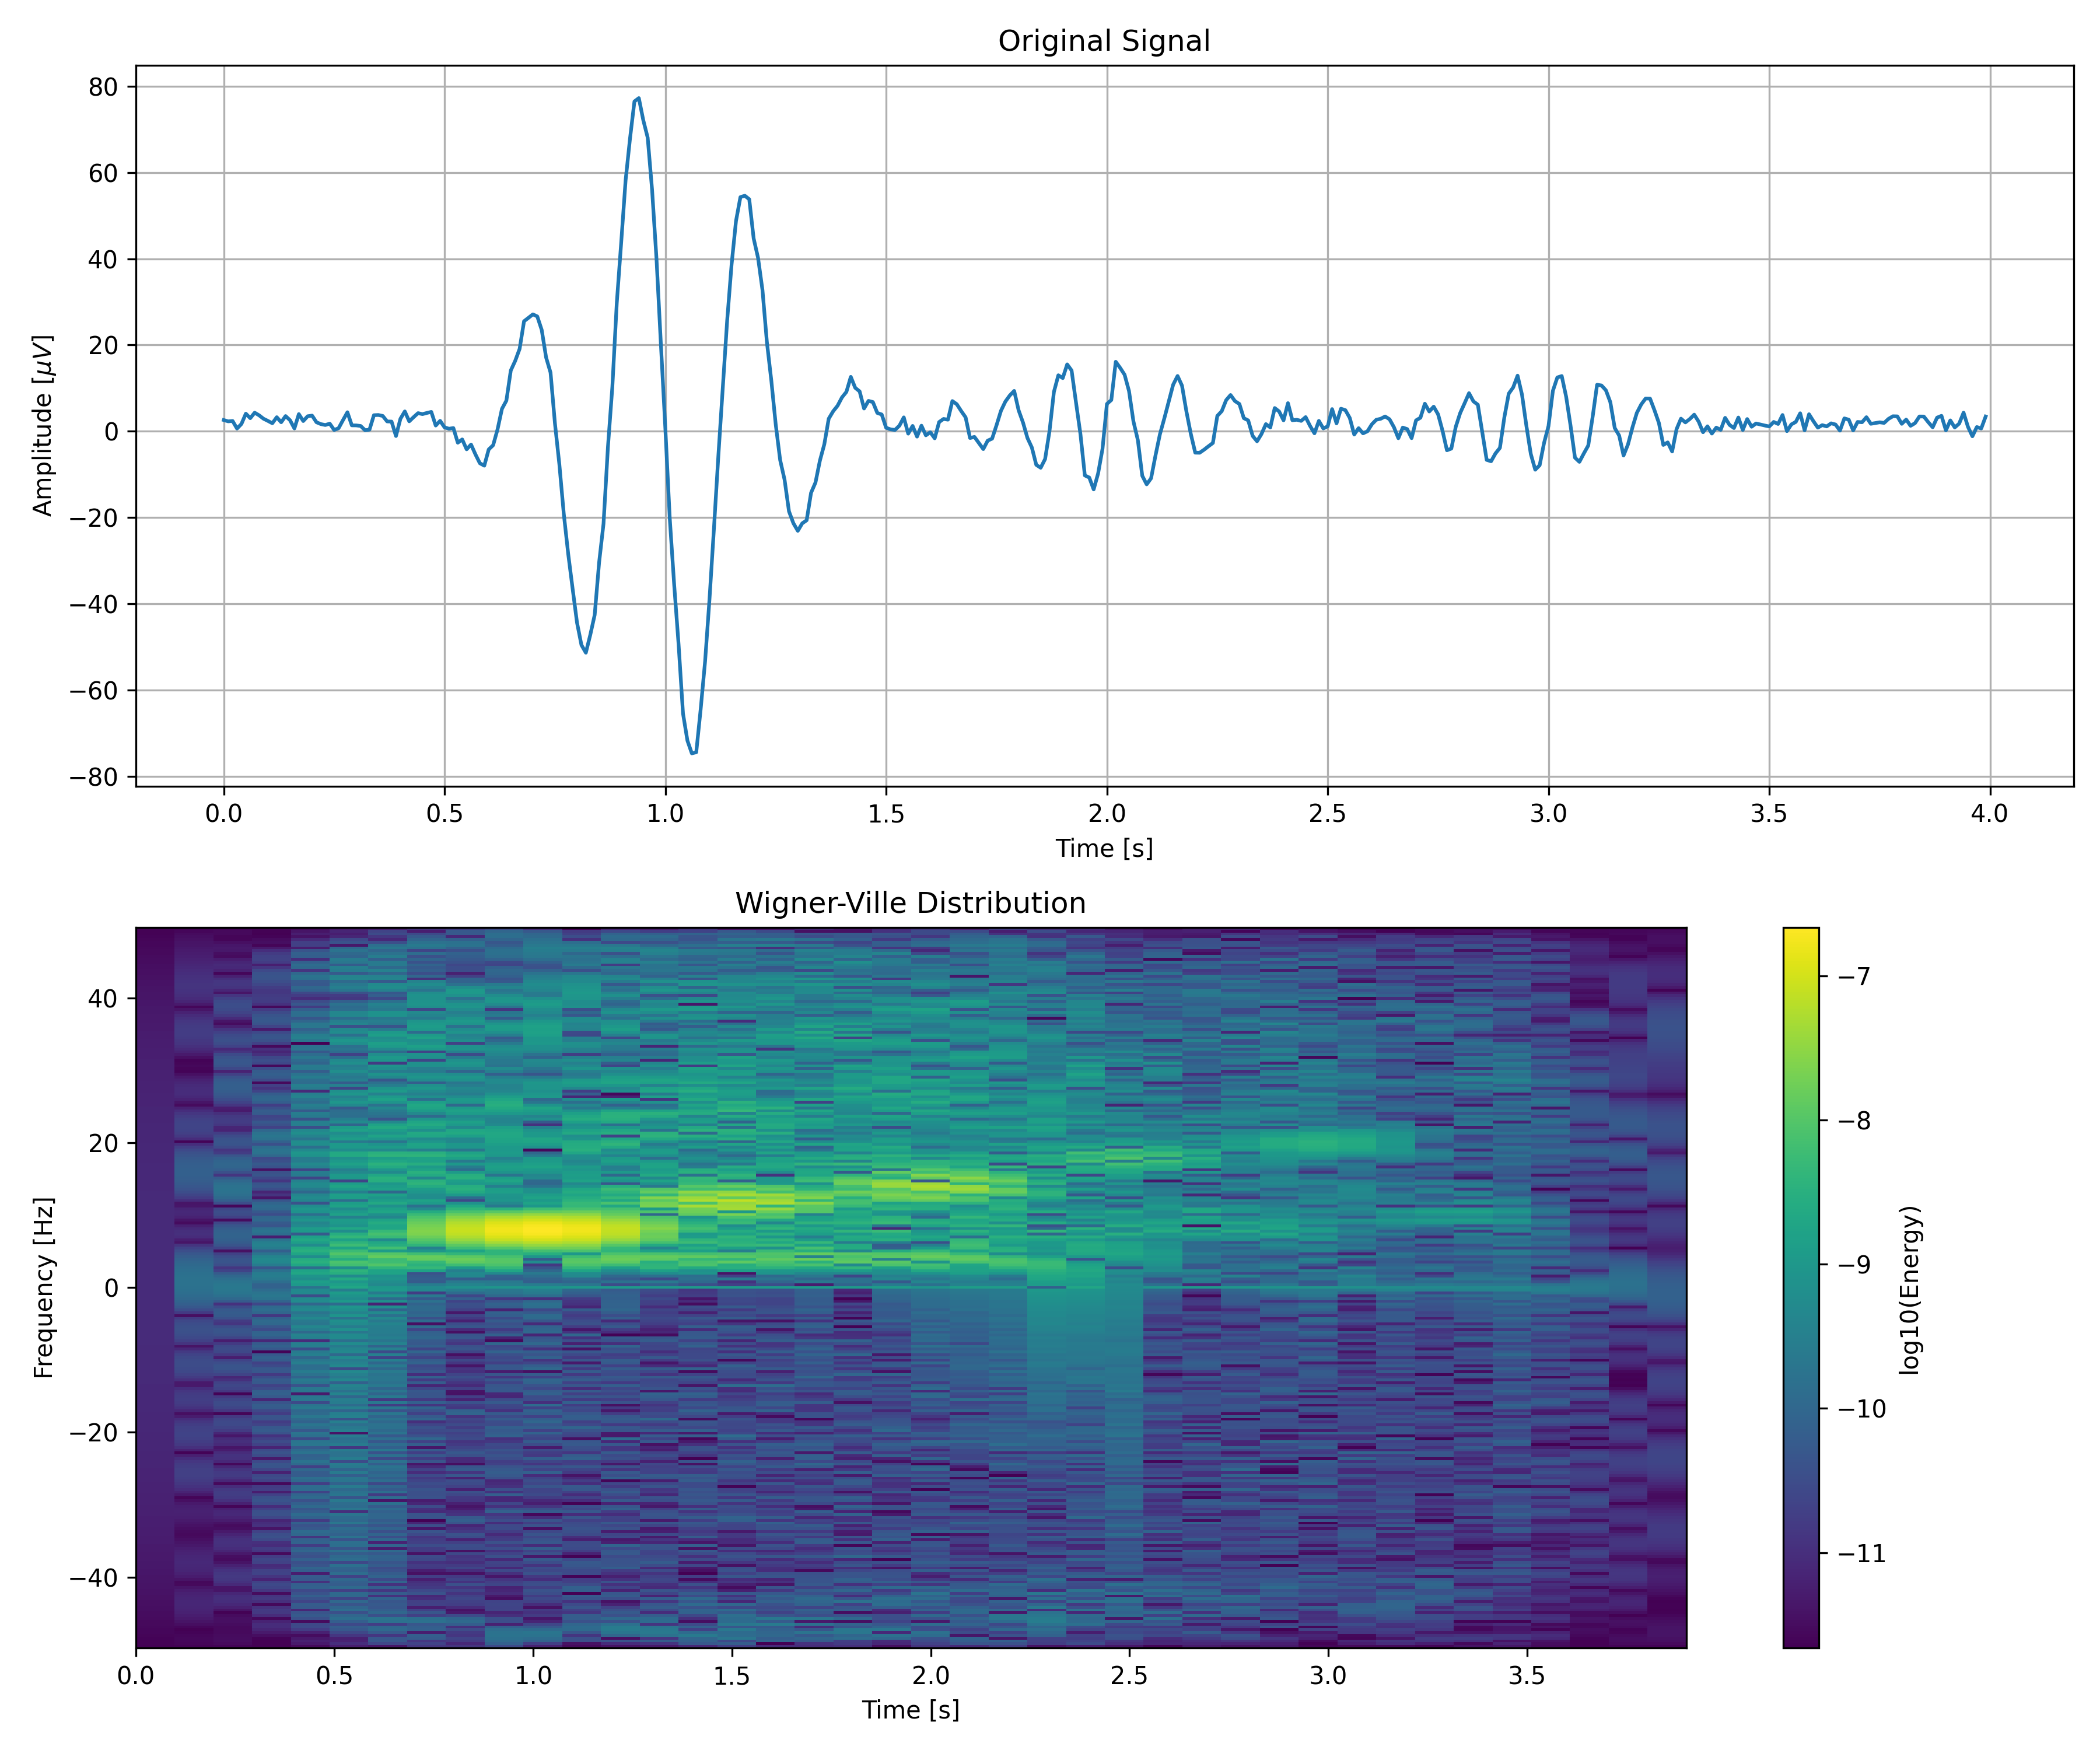 Original Signal
80
60
40
20
0
−20
−40
−60
−80
Amplitude [μV]
0.0 0.5 1.0 1.5 2.0 2.5 3.0 3.5 4.0
Time [s]
Wigner-Ville Distribution
40
20
0
−20
−40
Frequency [Hz]
0.0 0.5 1.0 1.5 2.0 2.5 3.0 3.5
Time [s]
−7
−8
−9
−10
−11
log10(Energy)